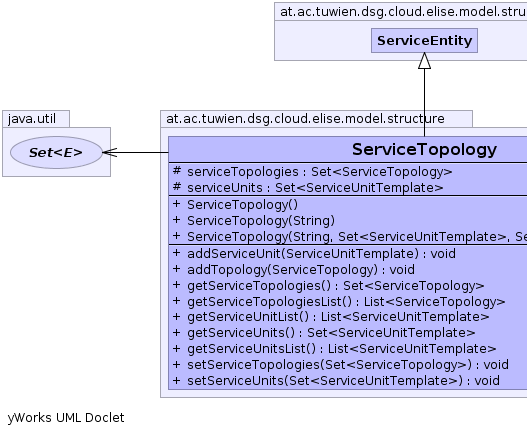 at.ac.tuwien.dsg.cloud.elise.model.stru
ServiceEntity
java.util
Set<E>
at.ac.tuwien.dsg.cloud.elise.model.structure
ServiceTopology
# serviceTopologies : Set<ServiceTopology>
# serviceUnits : Set<ServiceUnitTemplate>
+ ServiceTopology()
+ ServiceTopology(String)
+ ServiceTopology(String, Set<ServiceUnitTemplate>, Se
+ addServiceUnit(ServiceUnitTemplate) : void
+ addTopology(ServiceTopology) : void
+ getServiceTopologies() : Set<ServiceTopology>
+ getServiceTopologiesList() : List<ServiceTopology>
+ getServiceUnitList() : List<ServiceUnitTemplate>
+ getServiceUnits() : Set<ServiceUnitTemplate>
+ getServiceUnitsList() : List<ServiceUnitTemplate>
+ setServiceTopologies(Set<ServiceTopology>) : void
+ setServiceUnits(Set<ServiceUnitTemplate>) : void
yWorks UML Doclet